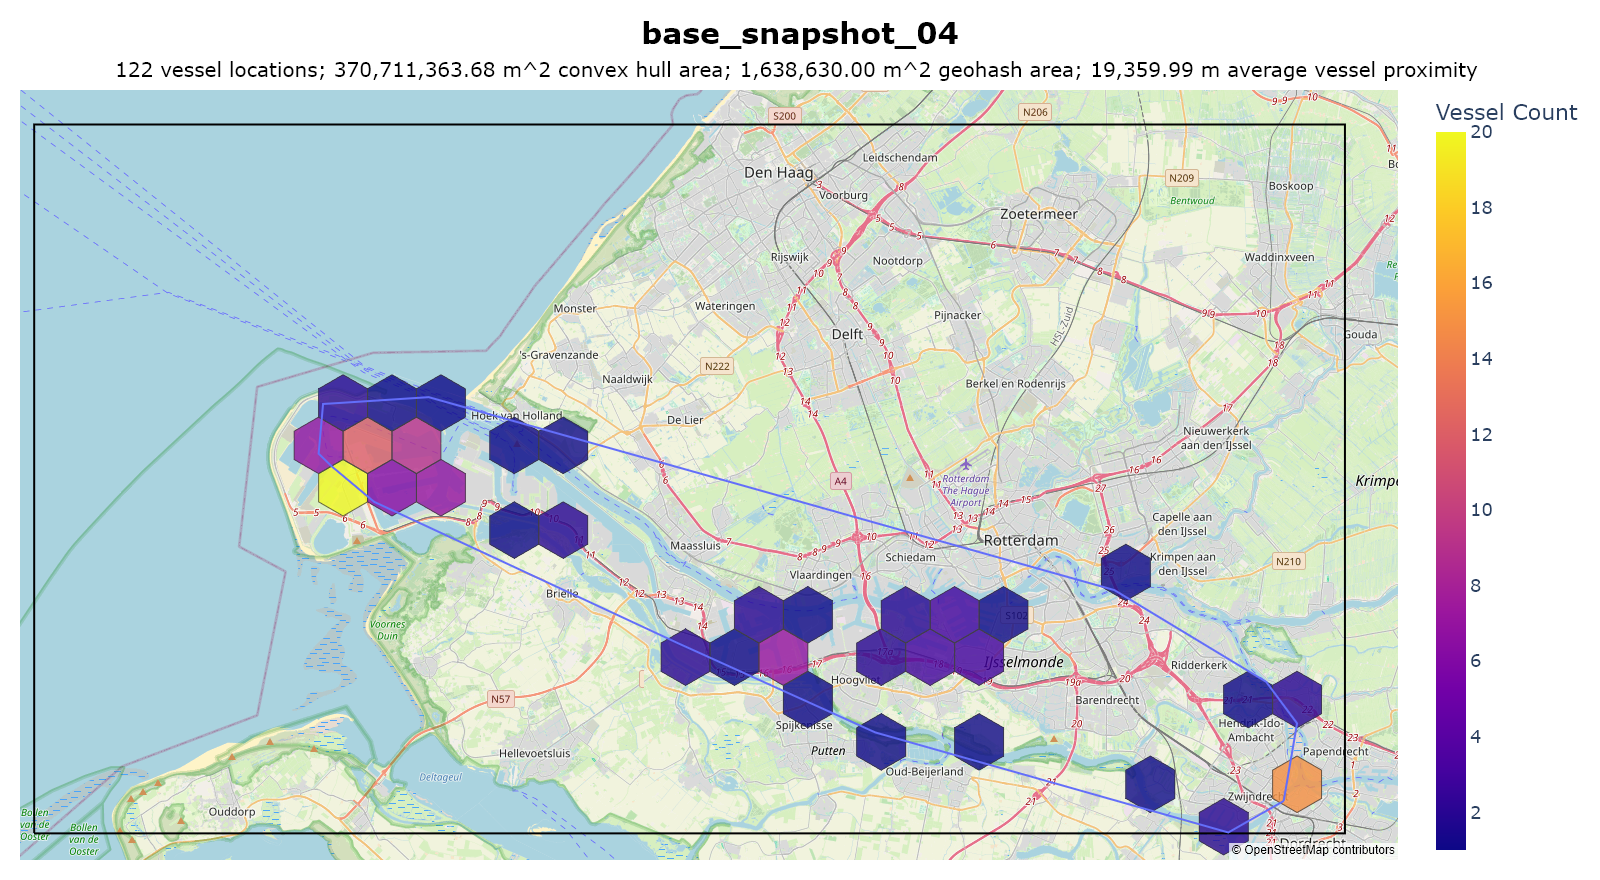 base_snapshot_04
122 vessel locations; 370,711,363.68 m^2 convex hull area; 1,638,630.00 m^2 geohash area; 19,359.99 m average vessel proximity
Vessel Count
20
18
16
14
12
10
8
6
4
2
S200
N206
9 9
10
Den Haag
Leidschendam
Voorburg
N209
Boskoop
Bentwoud
Zoetermeer
Rijswijk
Nootdorp
Waddinxveen
Monster
Wateringen
Pijnacker
HSL-Zuid
Delft
Gouda
's-Gravenzande
N222
Naaldwijk
Berkel en Rodenrijs
Hoek van Holland
De Lier
Nieuwerkerk
aan den IJssel
A4
Rotterdam
The Hague
Airport
Krimpe
Capelle aan
den IJssel
Maassluis
Schiedam
Rotterdam
Krimpen aan
den IJssel
N210
Vlaardingen
Brielle
S102
Voornes
Duin
IJsselmonde
Ridderkerk
Hoogvliet
N57
Barendrecht
Spijkenisse
Hendrik-Ido-
Ambacht
Hellevoetsluis
Putten
Papendrecht
Oud-Beijerland
Deltageul
Zwijndrec
Ouddorp
Bollen
van de
Ooster
Bollen
van de
Ooster
Dordrecht
© OpenStreetMap contributors